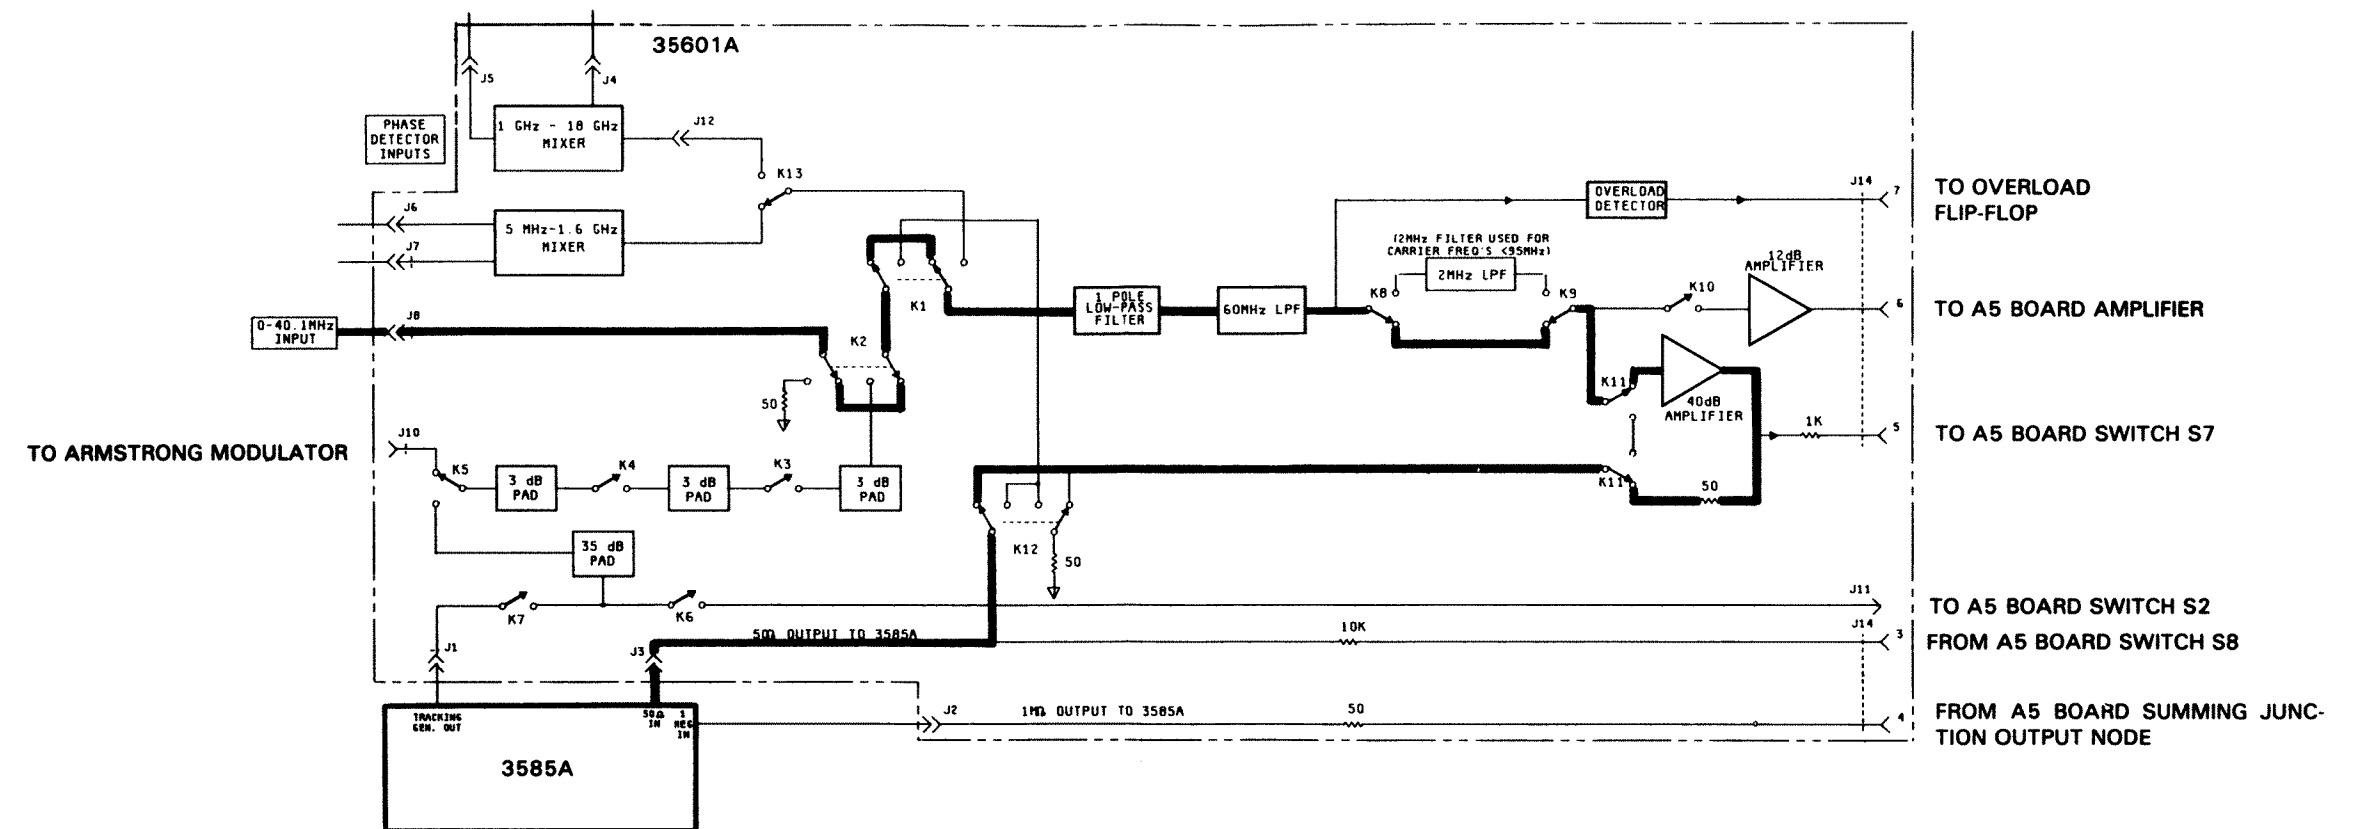 35601A
J5
J4
PHASE
DETECTOR
INPUTS
1 GHz - 18 GHz
MIXER
J12
K13
J6
J7
5 MHz-1.6 GHz
MIXER
J14
7
TO OVERLOAD
FLIP-FLOP
OVERLOAD
DETECTOR
(2MHz FILTER USED FOR
CARRIER FREQ'S <95MHz)
2MHz LPF
K8
K9
K10
12dB
AMPLIFIER
6
TO A5 BOARD AMPLIFIER
K1
1 POLE
LOW-PASS
FILTER
60MHz LPF
0-40.1MHz
INPUT
J8
K2
50
K11
40dB
AMPLIFIER
1K
5
TO A5 BOARD SWITCH S7
TO ARMSTRONG MODULATOR
J10
K5
3 dB
PAD
K4
3 dB
PAD
K3
3 dB
PAD
K11
50
K12
50
35 dB
PAD
K7
K6
J11
TO A5 BOARD SWITCH S2
J1
J3
50Ω OUTPUT TO 3585A
10K
J14
3
FROM A5 BOARD SWITCH S8
TRACKING
GEN. OUT
50Ω
IN
1
MEG
IN
J2
1MΩ OUTPUT TO 3585A
50
4
FROM A5 BOARD SUMMING JUNC-
TION OUTPUT NODE
3585A